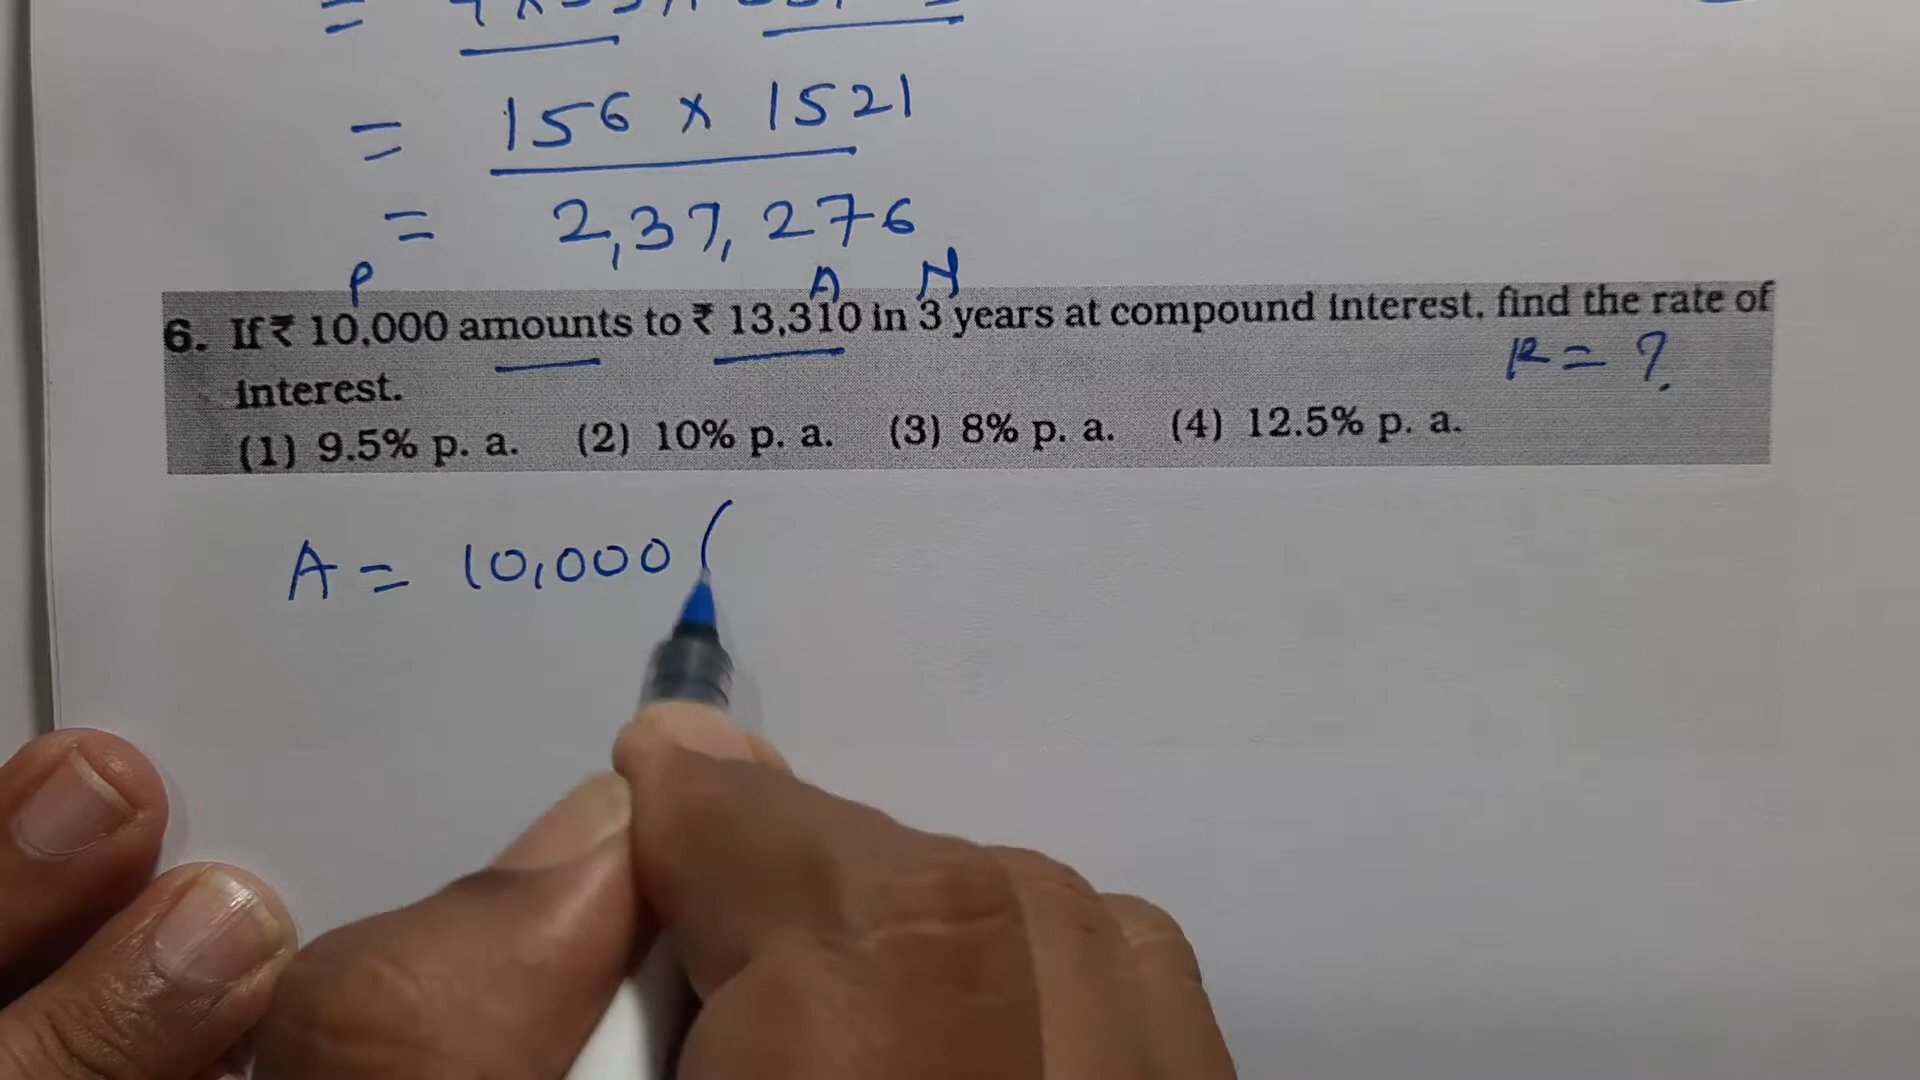 =
= 156 × 1521
= 2,37,276
P A N
6. If ₹ 10,000 amounts to ₹ 13,310 in 3 years at compound interest, find the rate of
R = ?
interest.
(1) 9.5% p. a. (2) 10% p. a. (3) 8% p. a. (4) 12.5% p. a.
A = 10,000 (